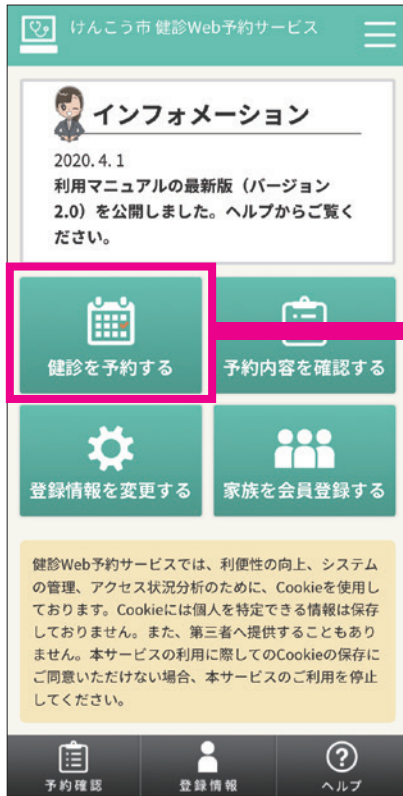 けんこう市 健診Web予約サービス
インフォメーション
2020.4.1
利用マニュアルの最新版（バージョン
2.0）を公開しました。ヘルプからご覧く
ださい。
健診を予約する
予約内容を確認する
登録情報を変更する
家族を会員登録する
健診Web予約サービスでは、利便性の向上、システム
の管理、アクセス状況分析のために、Cookieを使用し
ております。Cookieには個人を特定できる情報は保存
しておりません。また、第三者へ提供することもあり
ません。本サービスの利用に際してのCookieの保存に
ご同意いただけない場合、本サービスのご利用を停止
してください。
予約確認
登録情報
ヘルプ